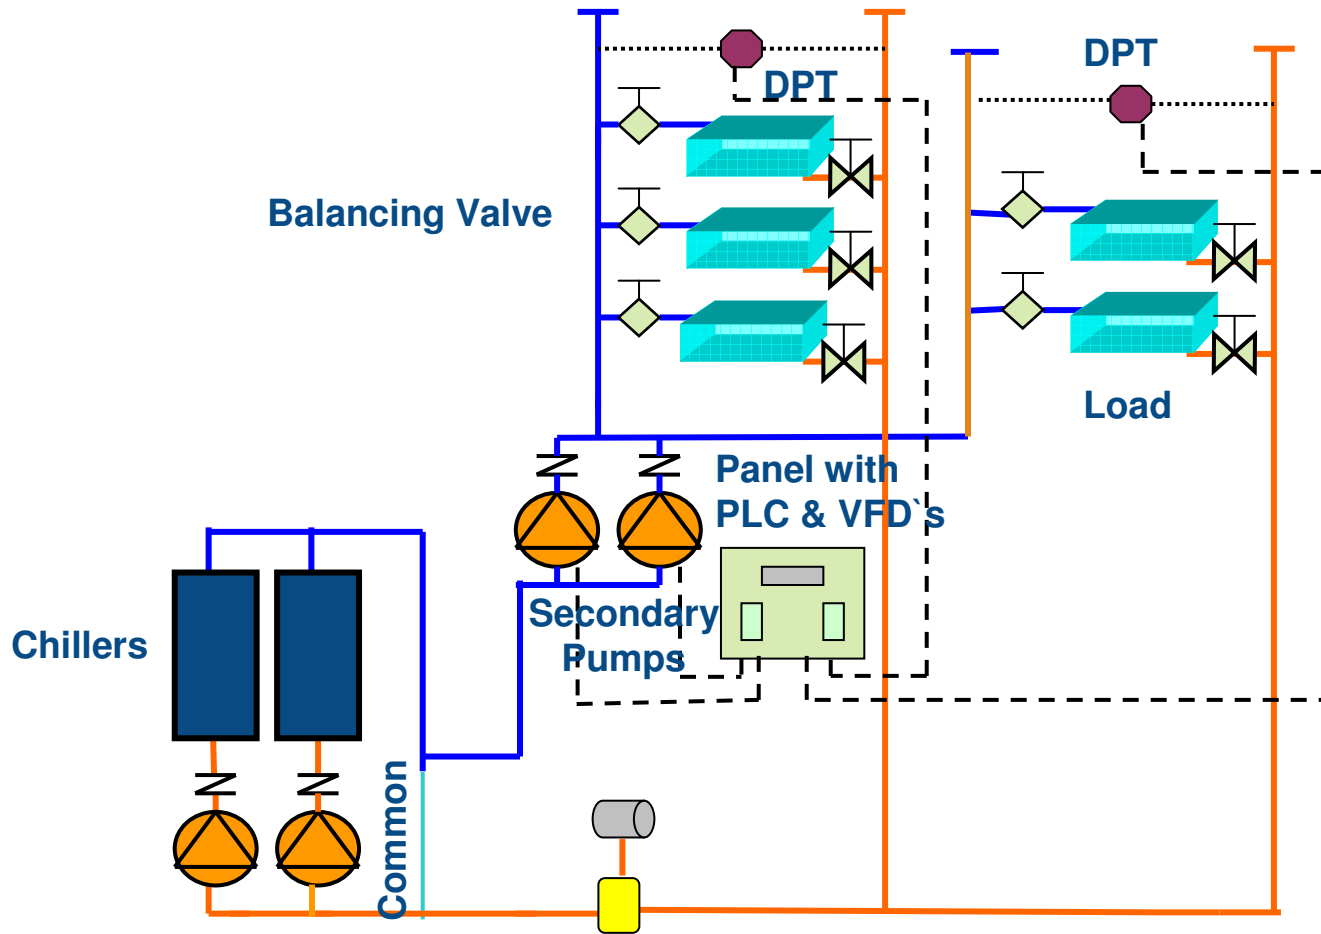 DPT
DPT
Balancing Valve
Load
Panel with
PLC & VFD`s
Secondary
Pumps
Chillers
Common